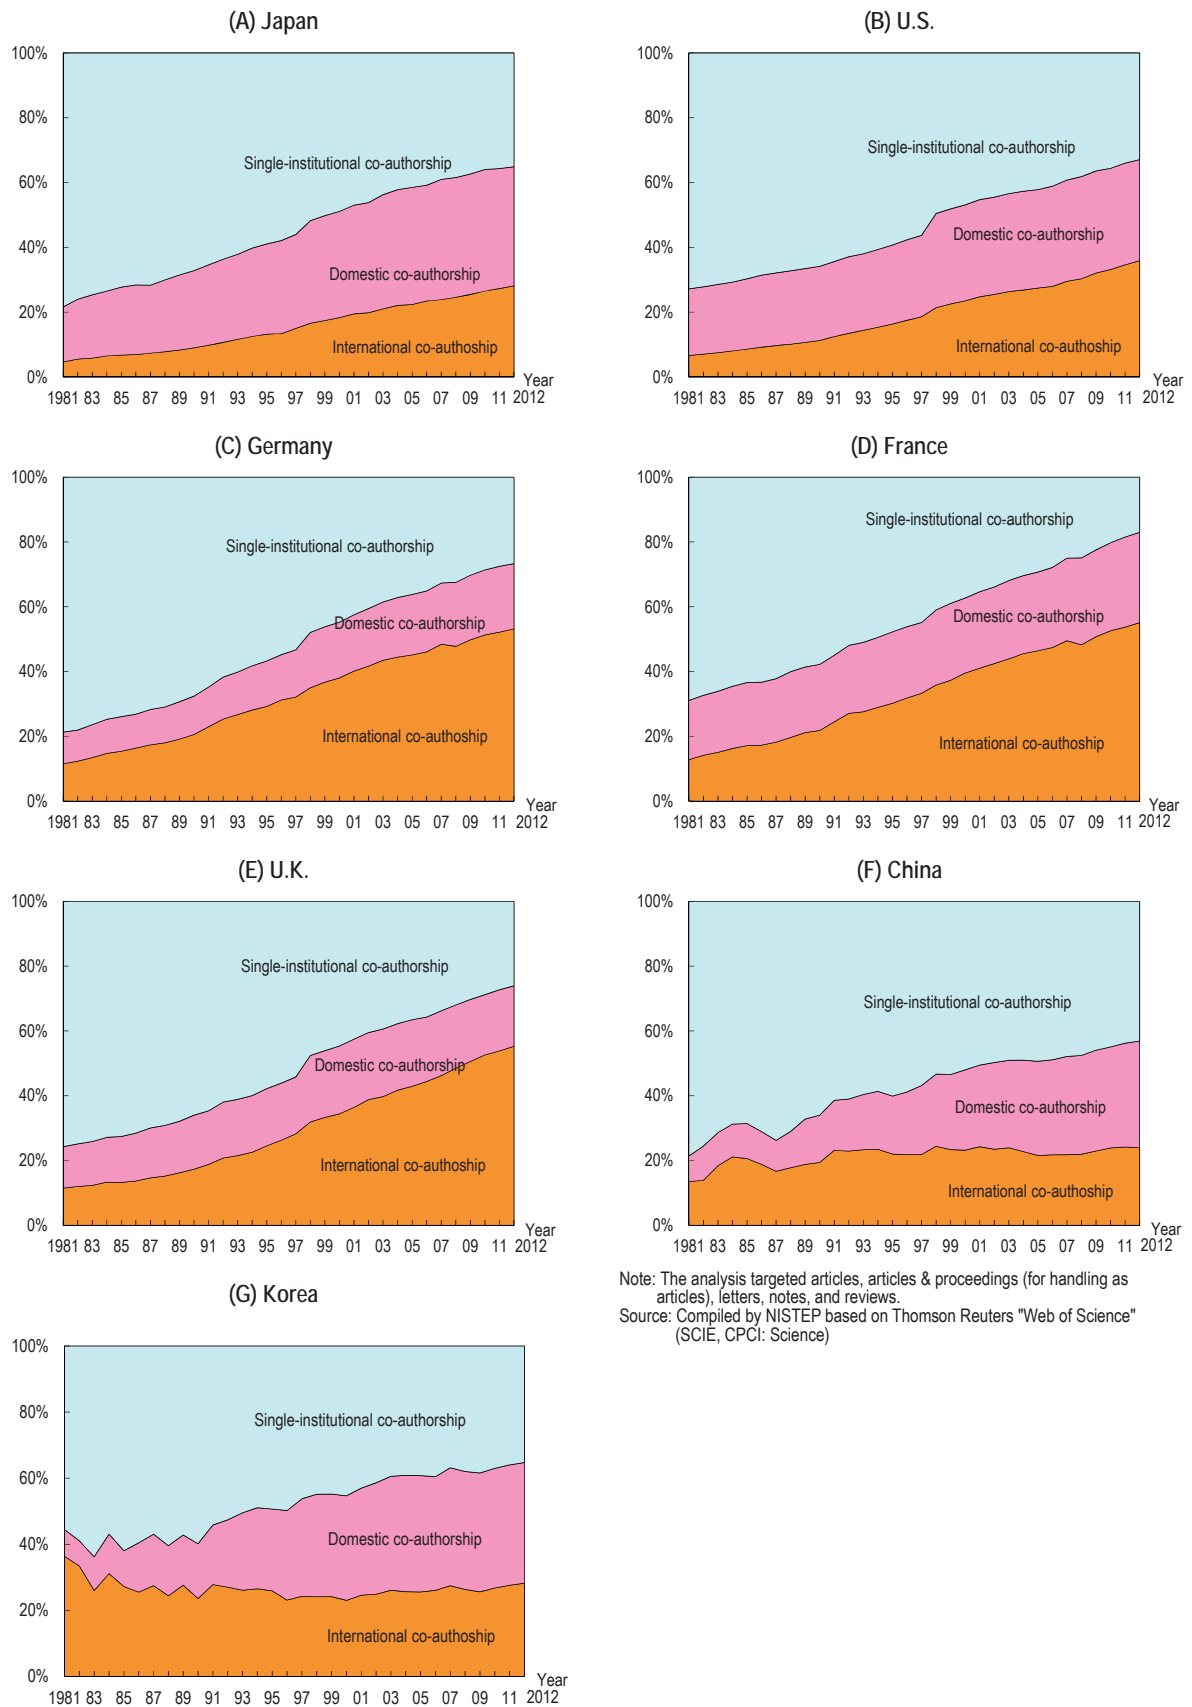 (A) Japan
100%
80%
60%
40%
20%
0%
Single-institutional co-authorship
Domestic co-authorship
International co-authoship
Year
1981 83 85 87 89 91 93 95 97 99 01 03 05 07 09 11 2012
(B) U.S.
100%
80%
60%
40%
20%
0%
Single-institutional co-authorship
Domestic co-authorship
International co-authoship
Year
1981 83 85 87 89 91 93 95 97 99 01 03 05 07 09 11 2012
(C) Germany
100%
80%
60%
40%
20%
0%
Single-institutional co-authorship
Domestic co-authorship
International co-authoship
Year
1981 83 85 87 89 91 93 95 97 99 01 03 05 07 09 11 2012
(D) France
100%
80%
60%
40%
20%
0%
Single-institutional co-authorship
Domestic co-authorship
International co-authoship
Year
1981 83 85 87 89 91 93 95 97 99 01 03 05 07 09 11 2012
(E) U.K.
100%
80%
60%
40%
20%
0%
Single-institutional co-authorship
Domestic co-authorship
International co-authoship
Year
1981 83 85 87 89 91 93 95 97 99 01 03 05 07 09 11 2012
(F) China
100%
80%
60%
40%
20%
0%
Single-institutional co-authorship
Domestic co-authorship
International co-authoship
Year
1981 83 85 87 89 91 93 95 97 99 01 03 05 07 09 11 2012
(G) Korea
100%
80%
60%
40%
20%
0%
Single-institutional co-authorship
Domestic co-authorship
International co-authoship
Year
1981 83 85 87 89 91 93 95 97 99 01 03 05 07 09 11 2012
Note: The analysis targeted articles, articles & proceedings (for handling as
articles), letters, notes, and reviews.
Source: Compiled by NISTEP based on Thomson Reuters "Web of Science"
(SCIE, CPCI: Science)